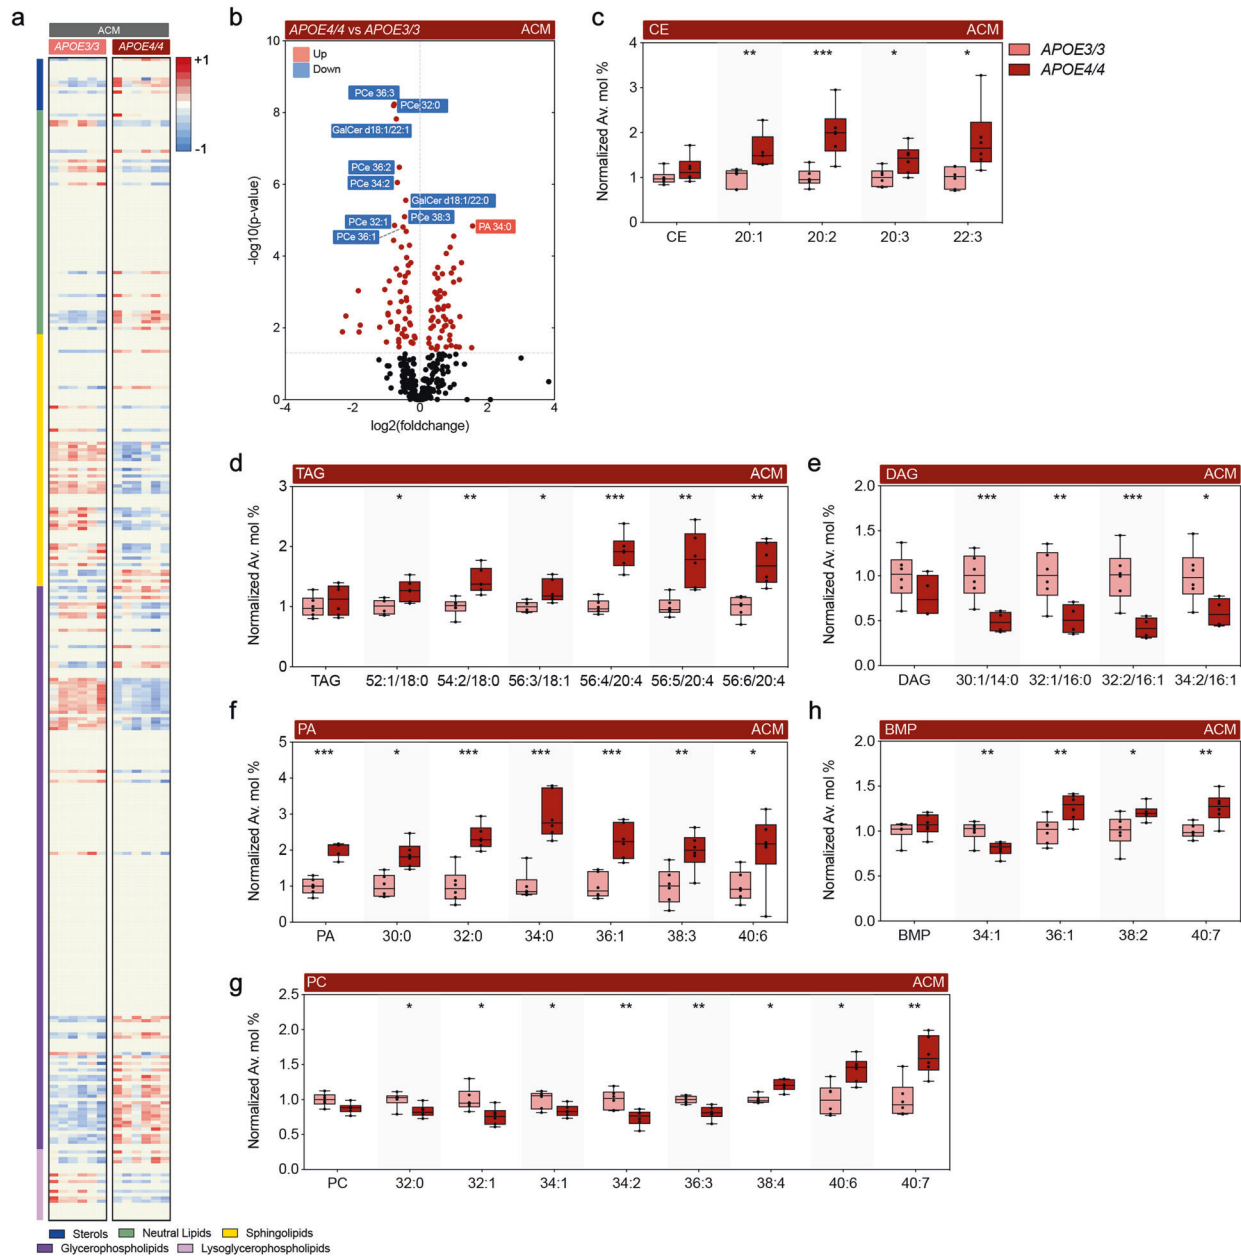 a
ACM
APOE3/3 APOE4/4
+1
-1
Sterols Neutral Lipids Sphingolipids
Glycerophospholipids Lysoglycerophospholipids
b
APOE4/4 vs APOE3/3 ACM
Up
Down
PCe 36:3
PCe 32:0
GalCer d18:1/22:1
PCe 36:2
PCe 34:2
GalCer d18:1/22:0
PCe 38:3
PCe 32:1
PCe 36:1
PA 34:0
-log10(p-value)
10
8
6
4
2
0
-4 -2 0 2 4
log2(foldchange)
c
CE ACM
APOE3/3
APOE4/4
Normalized Av. mol %
4
3
2
1
0
** *** * *
CE 20:1 20:2 20:3 22:3
d
TAG ACM
Normalized Av. mol %
3
2
1
0
* ** * *** ** **
TAG 52:1/18:0 54:2/18:0 56:3/18:1 56:4/20:4 56:5/20:4 56:6/20:4
e
DAG ACM
Normalized Av. mol %
2.0
1.5
1.0
0.5
0.0
*** ** *** *
DAG 30:1/14:0 32:1/16:0 32:2/16:1 34:2/16:1
f
PA ACM
Normalized Av. mol %
5
4
3
2
1
0
*** * *** *** *** ** *
PA 30:0 32:0 34:0 36:1 38:3 40:6
h
BMP ACM
Normalized Av. mol %
2.0
1.5
1.0
0.5
0.0
** ** * **
BMP 34:1 36:1 38:2 40:7
g
PC ACM
Normalized Av. mol %
2.5
2.0
1.5
1.0
0.5
0.0
* * * ** ** * * **
PC 32:0 32:1 34:1 34:2 36:3 38:4 40:6 40:7